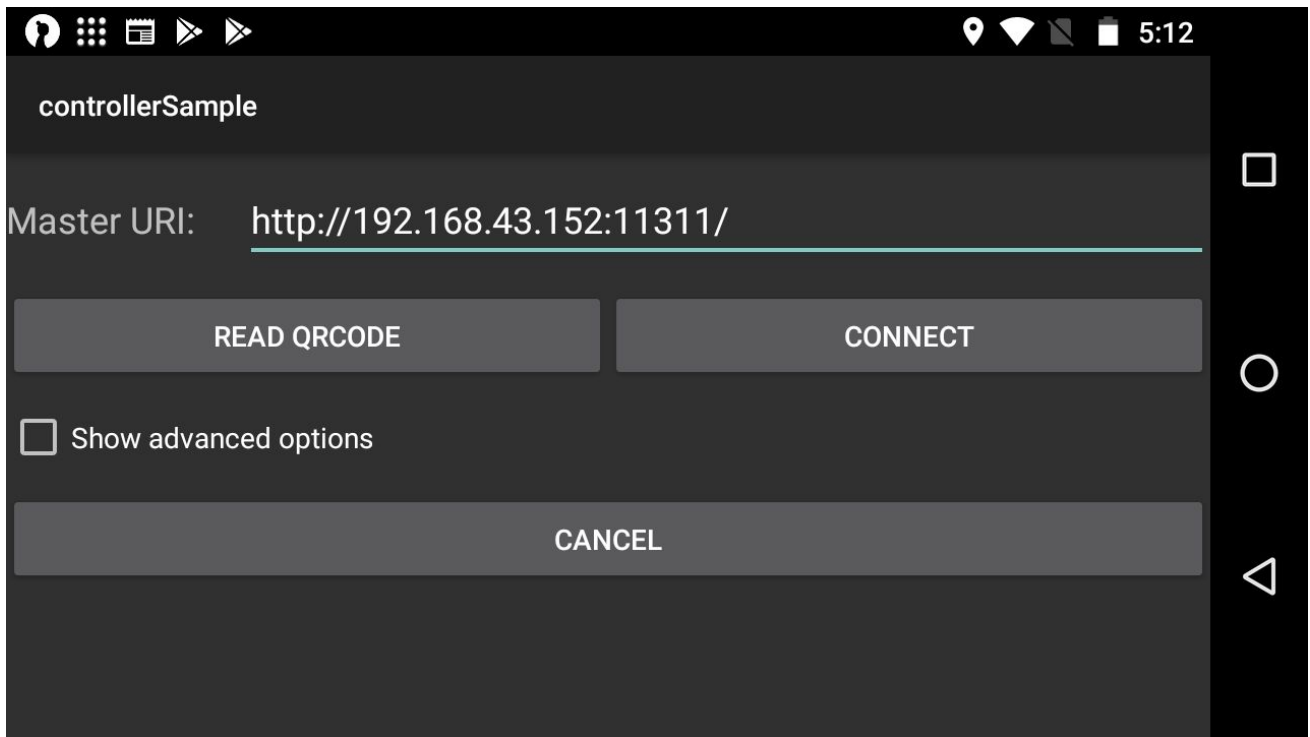 5:12
controllerSample
Master URI: http://192.168.43.152:11311/
READ QRCODE CONNECT
Show advanced options
CANCEL